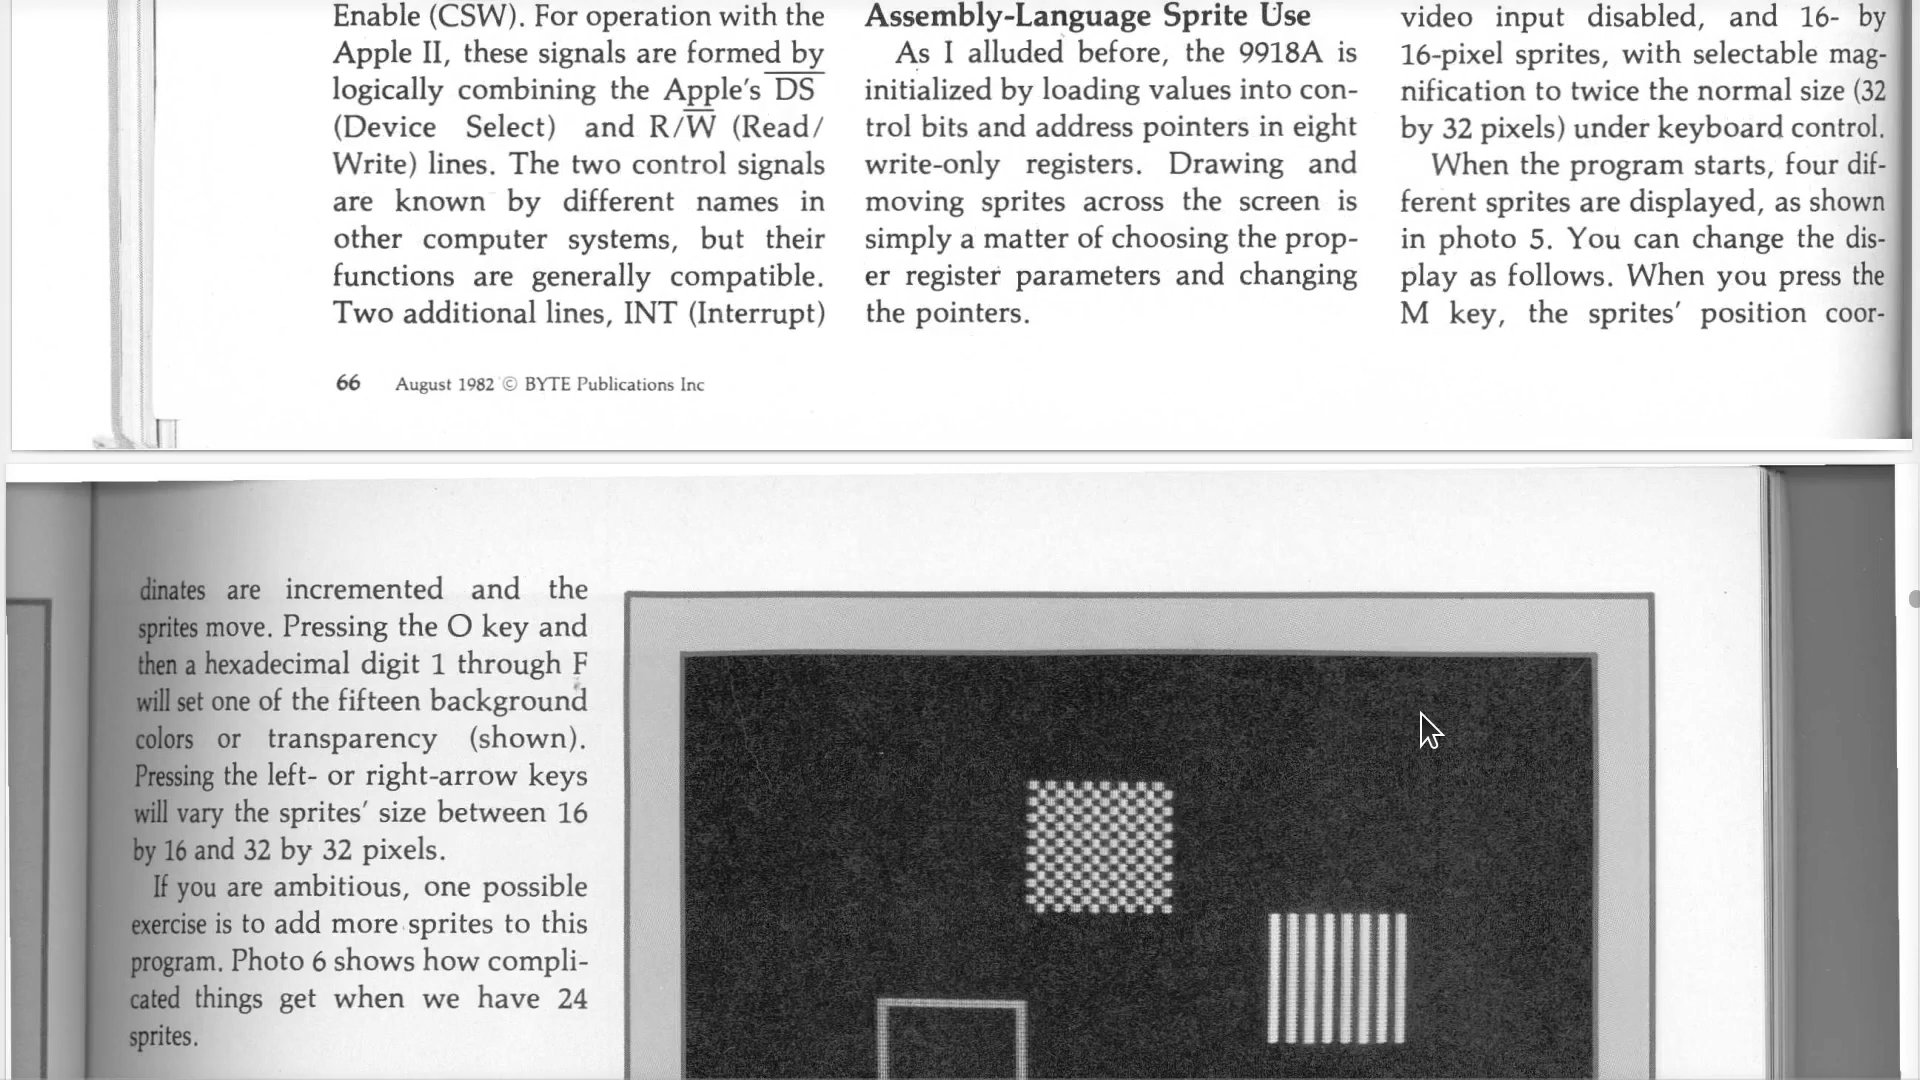 Enable (CSW). For operation with the
Apple II, these signals are formed by
logically combining the Apple's DS
(Device Select) and R/W (Read/
Write) lines. The two control signals
are known by different names in
other computer systems, but their
functions are generally compatible.
Two additional lines, INT (Interrupt)
Assembly-Language Sprite Use
As I alluded before, the 9918A is
initialized by loading values into con-
trol bits and address pointers in eight
write-only registers. Drawing and
moving sprites across the screen is
simply a matter of choosing the prop-
er register parameters and changing
the pointers.
video input disabled, and 16- by
16-pixel sprites, with selectable mag-
nification to twice the normal size (32
by 32 pixels) under keyboard control.
When the program starts, four dif-
ferent sprites are displayed, as shown
in photo 5. You can change the dis-
play as follows. When you press the
M key, the sprites' position coor-
66 August 1982 © BYTE Publications Inc
dinates are incremented and the
sprites move. Pressing the O key and
then a hexadecimal digit 1 through F
will set one of the fifteen background
colors or transparency (shown).
Pressing the left- or right-arrow keys
will vary the sprites' size between 16
by 16 and 32 by 32 pixels.
If you are ambitious, one possible
exercise is to add more sprites to this
program. Photo 6 shows how compli-
cated things get when we have 24
sprites.